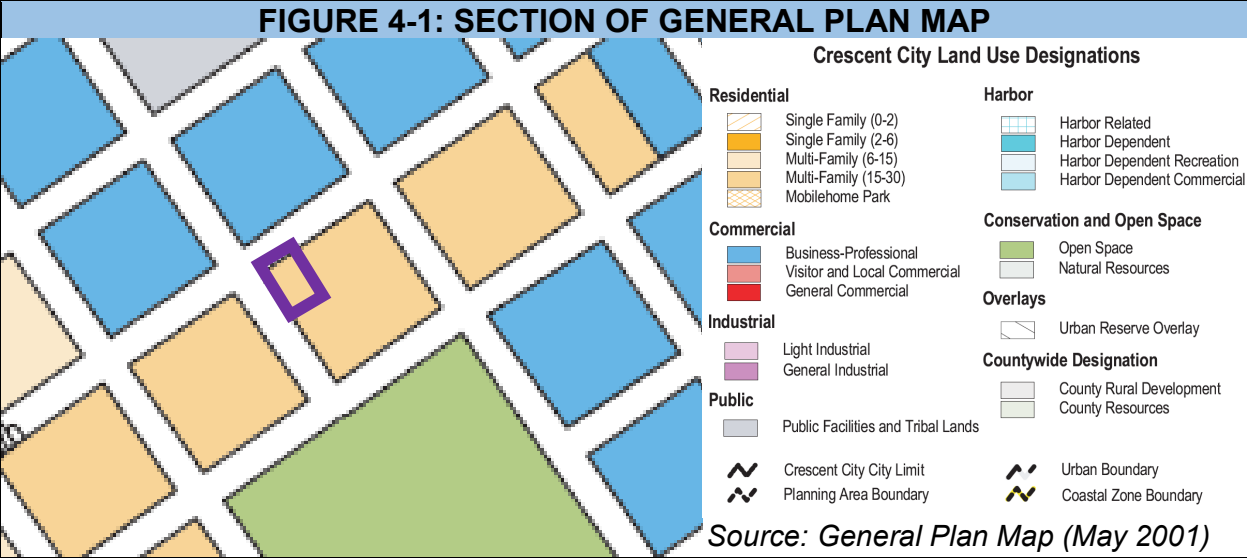 FIGURE 4-1: SECTION OF GENERAL PLAN MAP
Crescent City Land Use Designations
Residential
Single Family (0-2)
Single Family (2-6)
Multi-Family (6-15)
Multi-Family (15-30)
Mobilehome Park
Commercial
Business-Professional
Visitor and Local Commercial
General Commercial
Industrial
Light Industrial
General Industrial
Public
Public Facilities and Tribal Lands
Crescent City City Limit
Planning Area Boundary
Harbor
Harbor Related
Harbor Dependent
Harbor Dependent Recreation
Harbor Dependent Commercial
Conservation and Open Space
Open Space
Natural Resources
Overlays
Urban Reserve Overlay
Countywide Designation
County Rural Development
County Resources
Urban Boundary
Coastal Zone Boundary
Source: General Plan Map (May 2001)